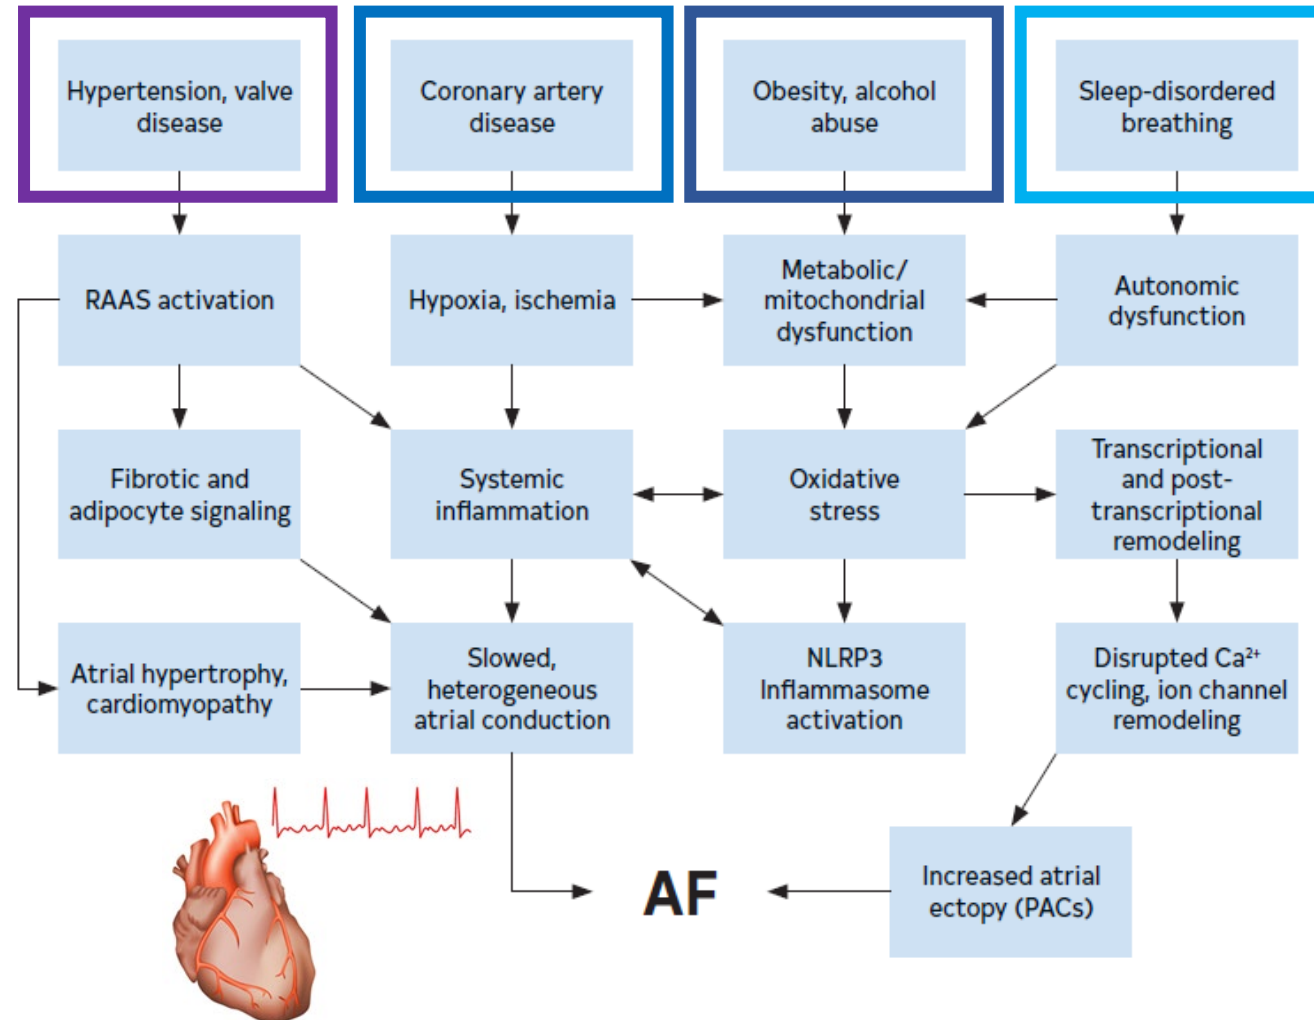 Hypertension, valve
disease
Coronary artery
disease
Obesity, alcohol
abuse
Sleep-disordered
breathing
RAAS activation
Hypoxia, ischemia
Metabolic/
mitochondrial
dysfunction
Autonomic
dysfunction
Fibrotic and
adipocyte signaling
Systemic
inflammation
Oxidative
stress
Transcriptional
and post-
transcriptional
remodeling
Atrial hypertrophy,
cardiomyopathy
Slowed,
heterogeneous
atrial conduction
NLRP3
Inflammasome
activation
Disrupted Ca²⁺
cycling, ion channel
remodeling
AF
Increased atrial
ectopy (PACs)